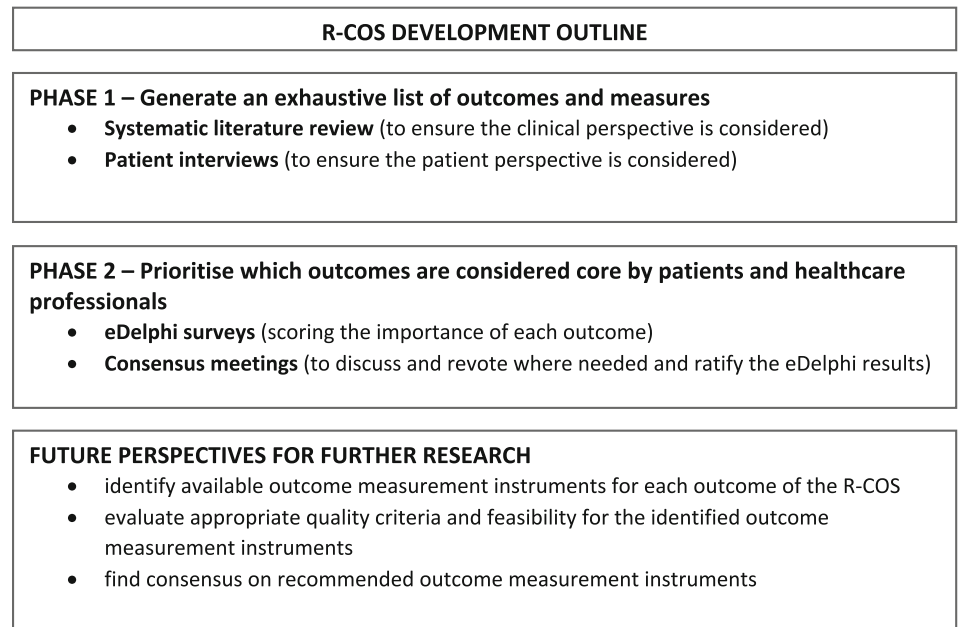 R-COS DEVELOPMENT OUTLINE
PHASE 1 – Generate an exhaustive list of outcomes and measures
• Systematic literature review (to ensure the clinical perspective is considered)
• Patient interviews (to ensure the patient perspective is considered)
PHASE 2 – Prioritise which outcomes are considered core by patients and healthcare
professionals
• eDelphi surveys (scoring the importance of each outcome)
• Consensus meetings (to discuss and revote where needed and ratify the eDelphi results)
FUTURE PERSPECTIVES FOR FURTHER RESEARCH
• identify available outcome measurement instruments for each outcome of the R-COS
• evaluate appropriate quality criteria and feasibility for the identified outcome
measurement instruments
• find consensus on recommended outcome measurement instruments